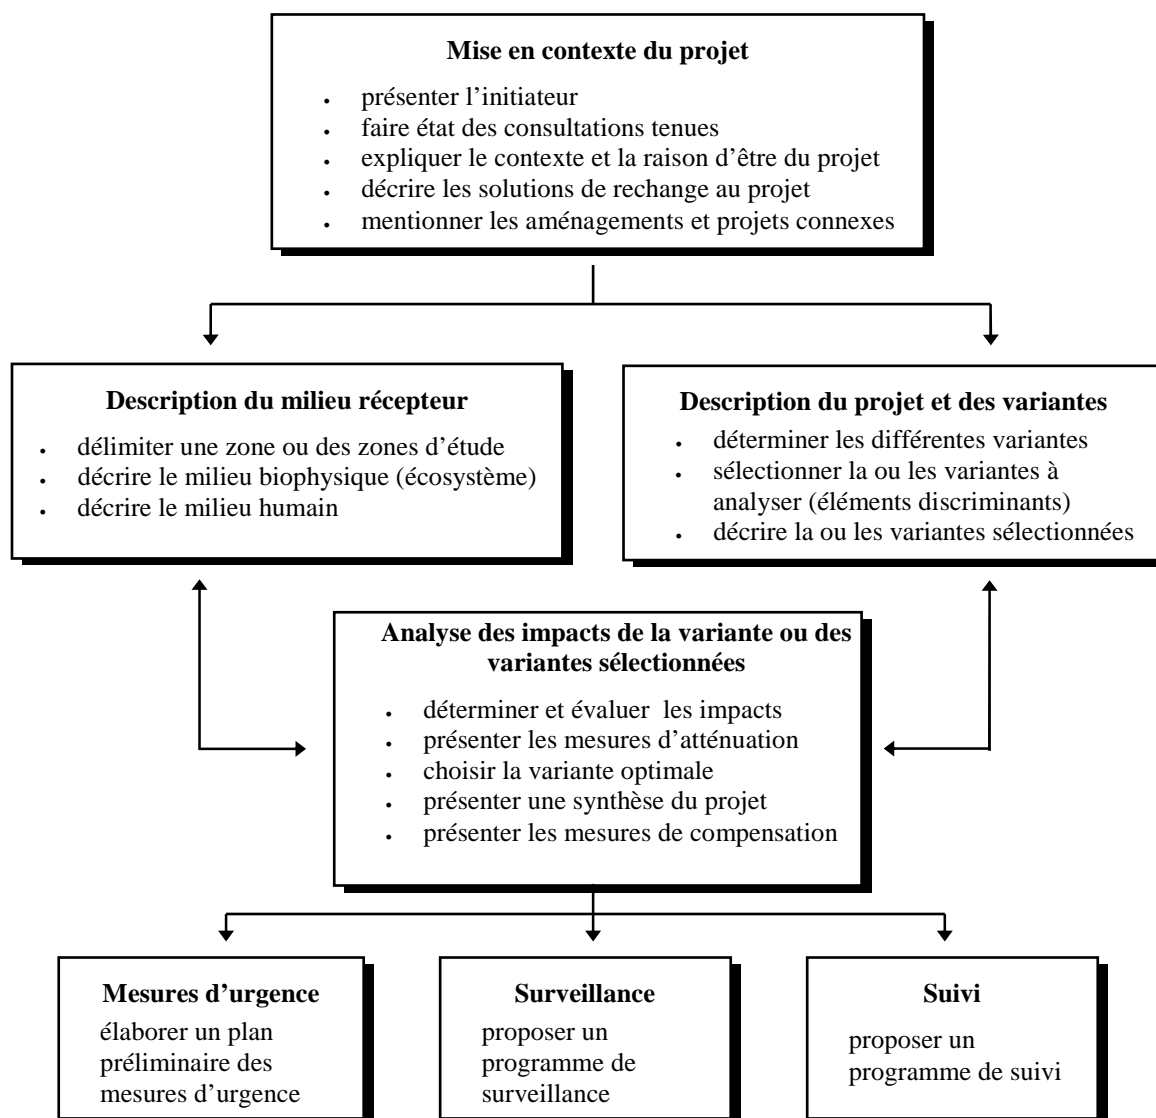 Mise en contexte du projet
• présenter l’initiateur
• faire état des consultations tenues
• expliquer le contexte et la raison d’être du projet
• décrire les solutions de rechange au projet
• mentionner les aménagements et projets connexes
Description du milieu récepteur
• délimiter une zone ou des zones d’étude
• décrire le milieu biophysique (écosystème)
• décrire le milieu humain
Description du projet et des variantes
• déterminer les différentes variantes
• sélectionner la ou les variantes à
analyser (éléments discriminants)
• décrire la ou les variantes sélectionnées
Analyse des impacts de la variante ou des
variantes sélectionnées
• déterminer et évaluer les impacts
• présenter les mesures d’atténuation
• choisir la variante optimale
• présenter une synthèse du projet
• présenter les mesures de compensation
Mesures d’urgence
élaborer un plan
préliminaire des
mesures d’urgence
Surveillance
proposer un
programme de
surveillance
Suivi
proposer un
programme de suivi